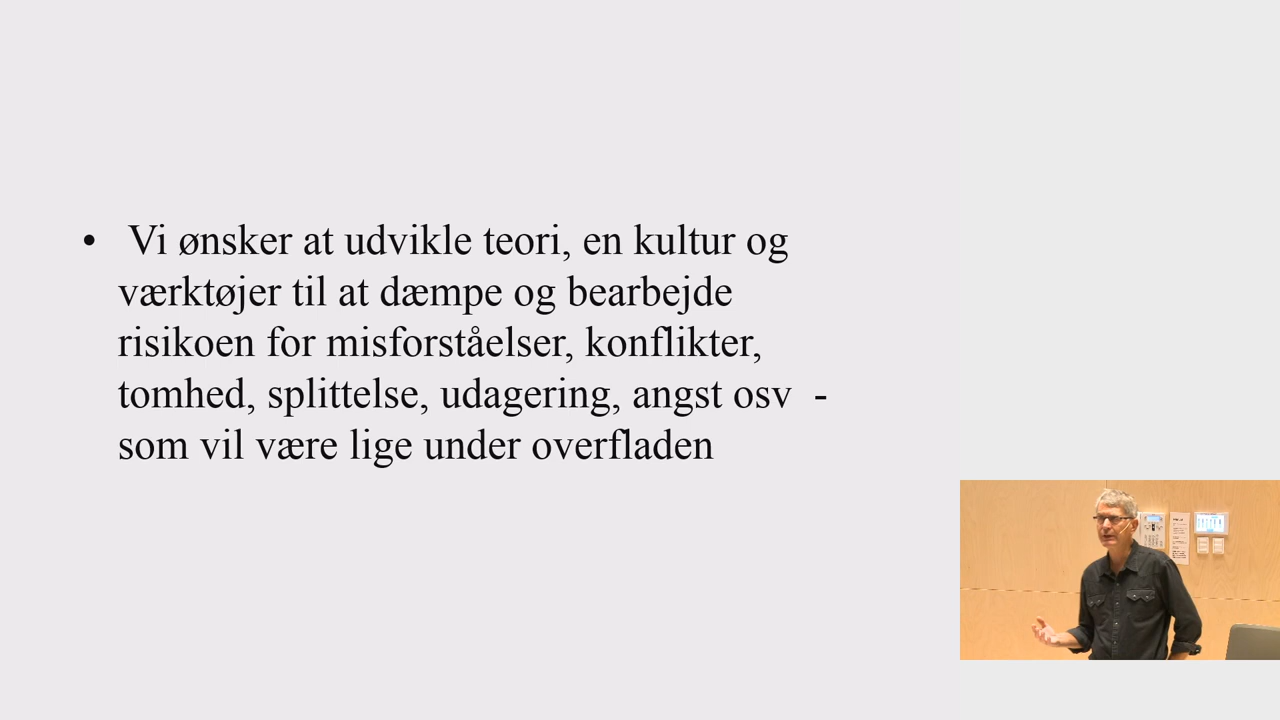 • Vi ønsker at udvikle teori, en kultur og
værktøjer til at dæmpe og bearbejde
risikoen for misforståelser, konflikter,
tomhed, splittelse, udagering, angst osv -
som vil være lige under overfladen